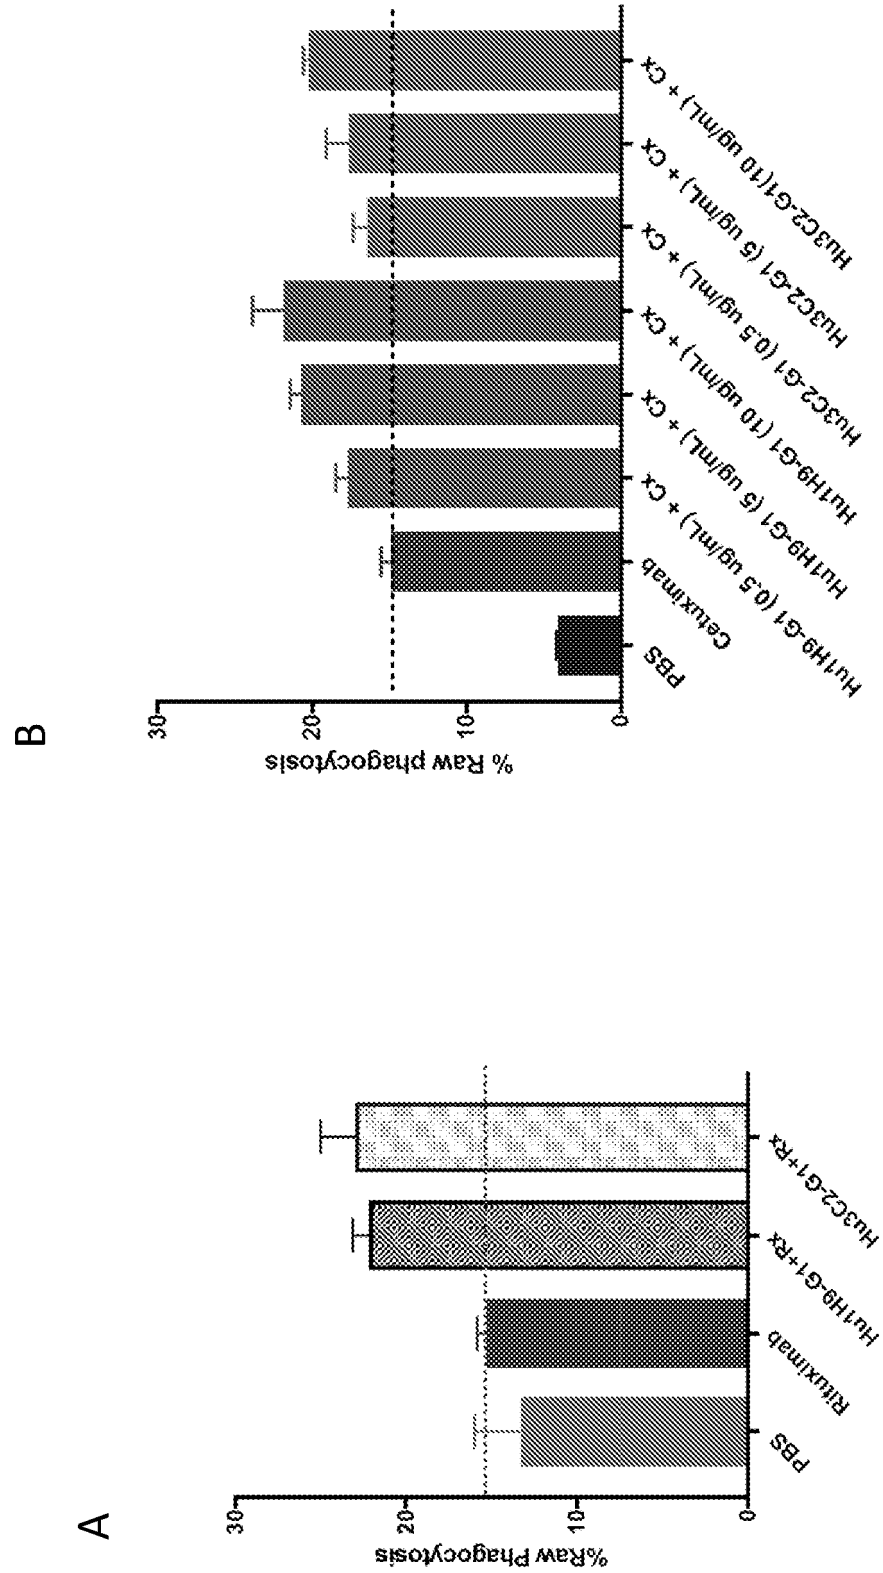 A
%Raw Phagocytosis
30
20
10
0
PBS
Rituximab
Hu1H9-G1+Rx
Hu3C2-G1+Rx
B
% Raw phagocytosis
30
20
10
0
PBS
Cetuximab
Hu1H9-G1 (0.5 ug/mL) + Cx
Hu1H9-G1 (5 ug/mL) + Cx
Hu1H9-G1 (10 ug/mL) + Cx
Hu3C2-G1 (0.5 ug/mL) + Cx
Hu3C2-G1 (5 ug/mL) + Cx
Hu3C2-G1(10 ug/mL) + Cx